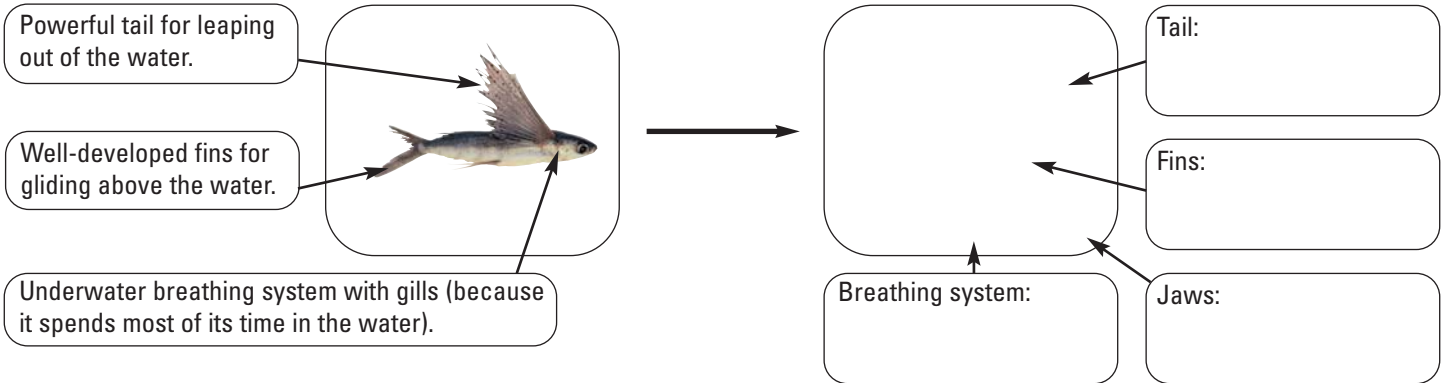 Powerful tail for leaping
out of the water.
Well-developed fins for
gliding above the water.
Underwater breathing system with gills (because
it spends most of its time in the water).
Tail:
Fins:
Breathing system:
Jaws: